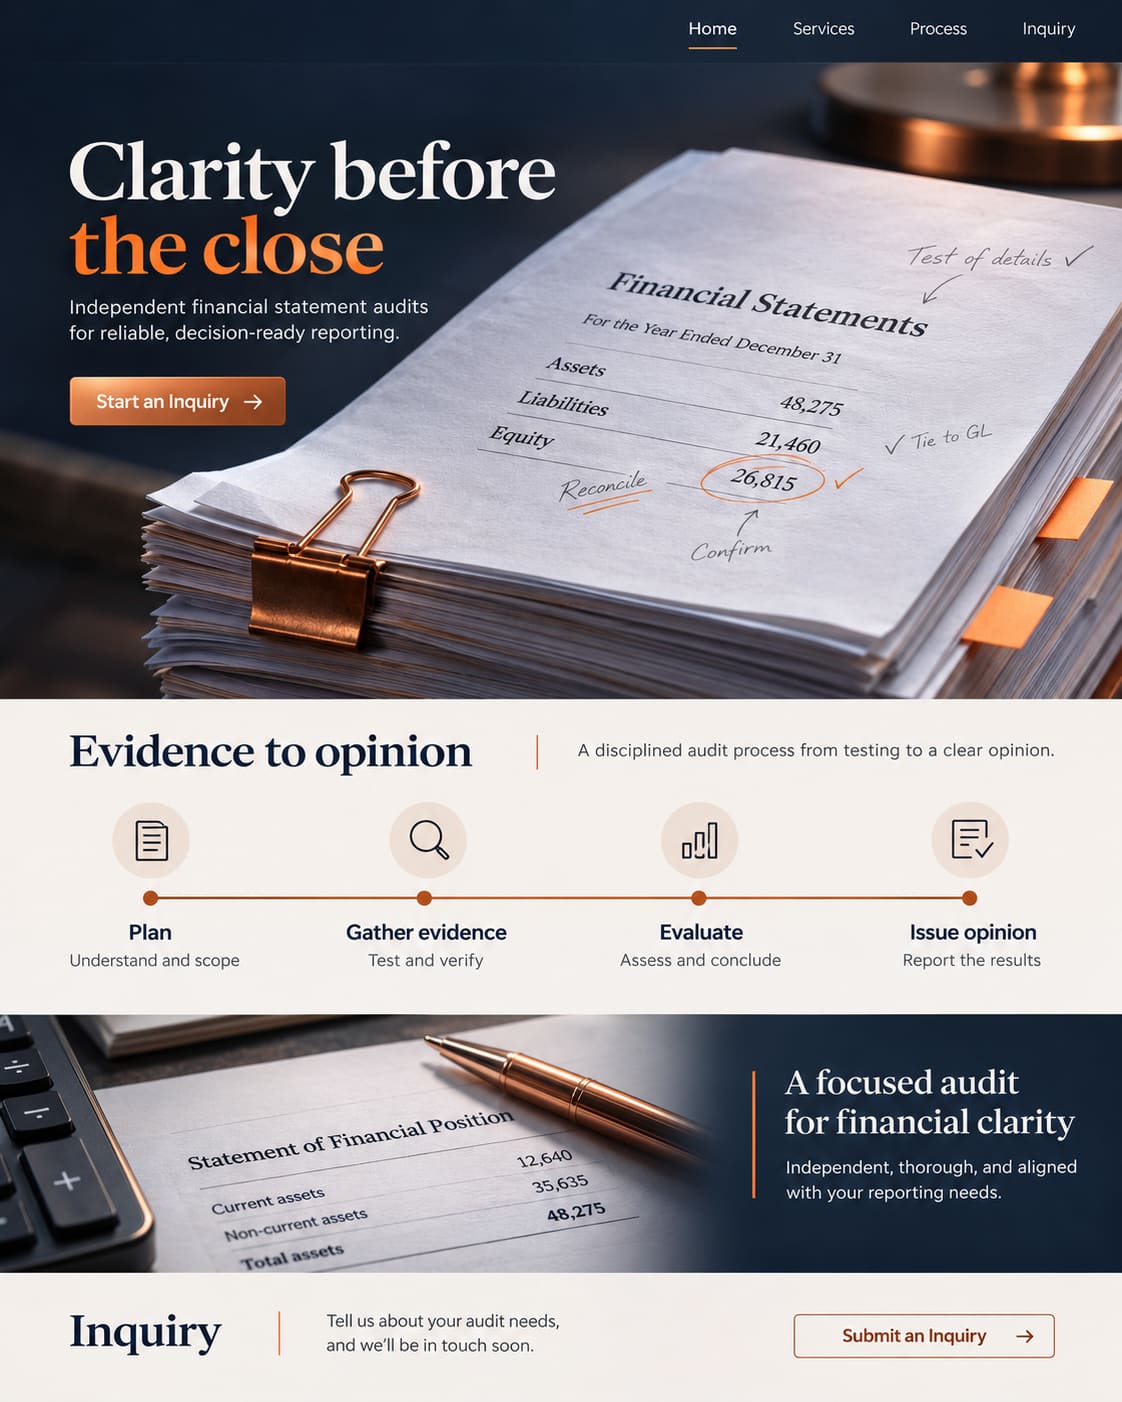 Home Services Process Inquiry
Clarity before
the close
Independent financial statement audits
for reliable, decision-ready reporting.
Start an Inquiry →
Test of details ✓
Financial Statements
For the Year Ended December 31
Assets 48,275
Liabilities 21,460
✓ Tie to GL
Equity 26,815 ✓
Reconcile
Confirm
Evidence to opinion
A disciplined audit process from testing to a clear opinion.
Plan
Understand and scope
Gather evidence
Test and verify
Evaluate
Assess and conclude
Issue opinion
Report the results
Statement of Financial Position
Current assets 12,640
Non-current assets 35,635
Total assets 48,275
A focused audit
for financial clarity
Independent, thorough, and aligned
with your reporting needs.
Inquiry
Tell us about your audit needs,
and we'll be in touch soon.
Submit an Inquiry →